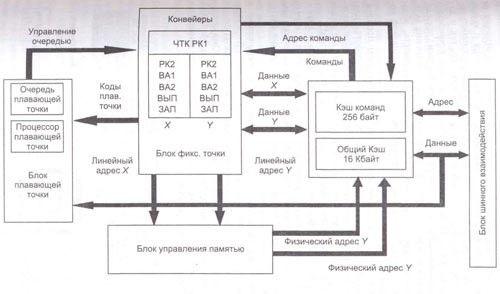 Управление
очередью
Конвейеры
ЧТК РК1
РК2
ВА1
ВА2
ВЫП
ЗАП
X
РК2
ВА1
ВА2
ВЫП
ЗАП
Y
Блок фикс. точки
Адрес команды
Команды
Коды
плав.
точки
Данные
X
Данные
Y
Очередь
плавающей
точки
Процессор
плавающей
точки
Блок
плавающей
точки
Кэш команд
256 байт
Общий Кэш
16 Кбайт
Адрес
Данные
Блок шинного взаимодействия
Линейный
адрес X
Линейный
адрес Y
Блок управления памятью
Физический адрес Y
Физический адрес Y